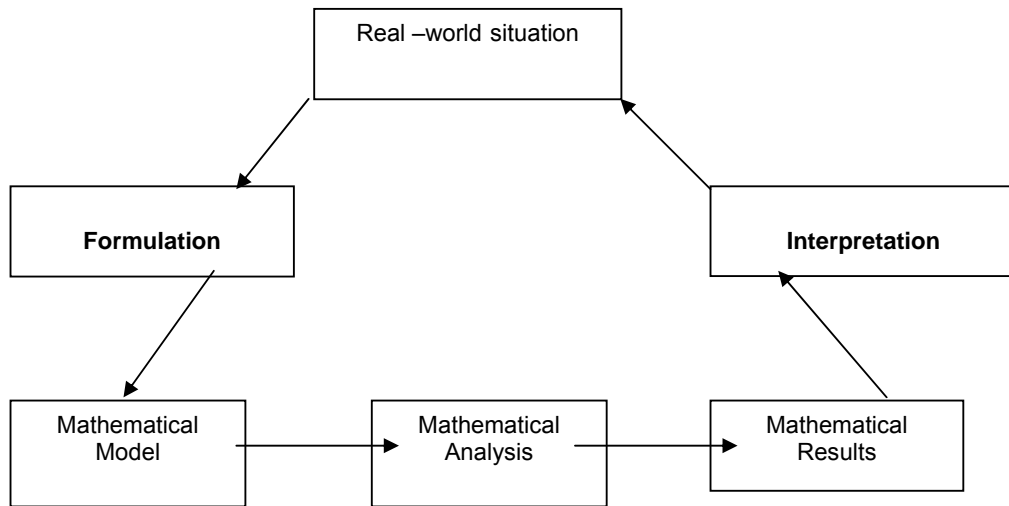 Real –world situation
Formulation
Interpretation
Mathematical
Model
Mathematical
Analysis
Mathematical
Results